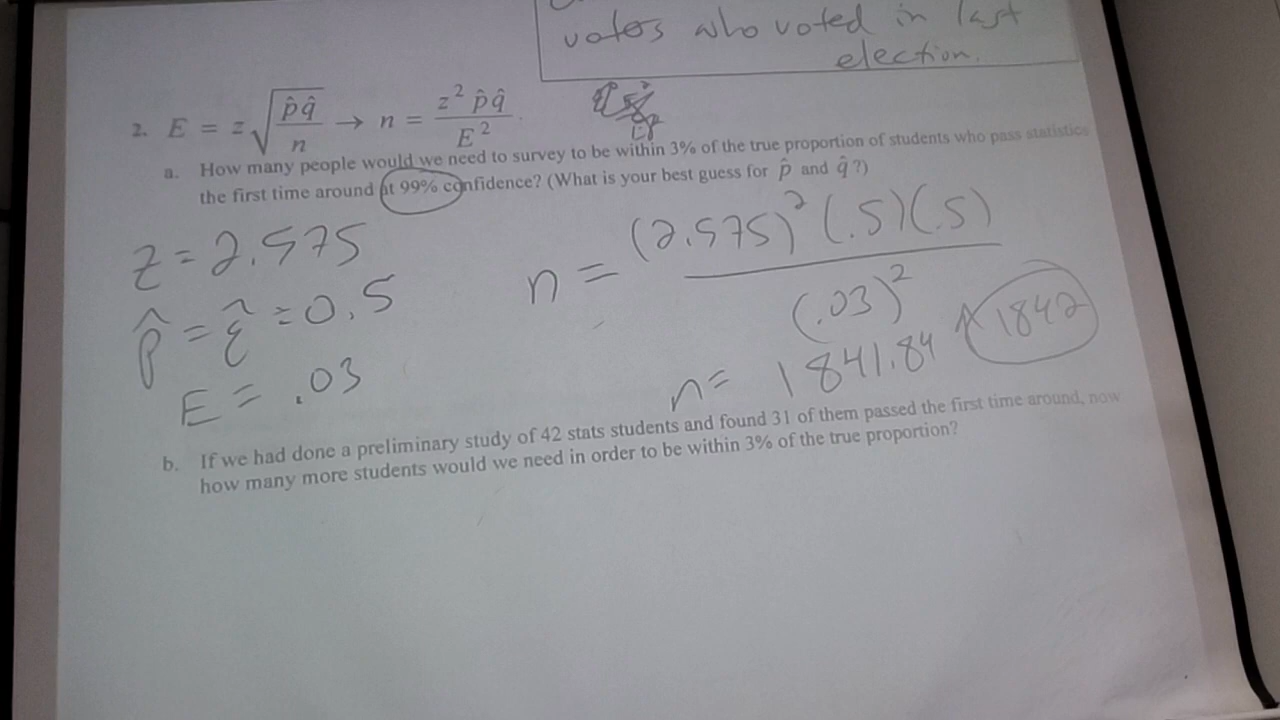 voters who voted in last
election.
2. E = z √(p̂q̂/n) → n = z² p̂q̂ / E².
a. How many people would we need to survey to be within 3% of the true proportion of students who pass statistics
the first time around at 99% confidence? (What is your best guess for p̂ and q̂?)
z = 2.575
p̂ = q̂ = 0.5
E = .03
n = (2.575)² (.5)(.5) / (.03)²
n = 1841.84 1842
b. If we had done a preliminary study of 42 stats students and found 31 of them passed the first time around, now
how many more students would we need in order to be within 3% of the true proportion?